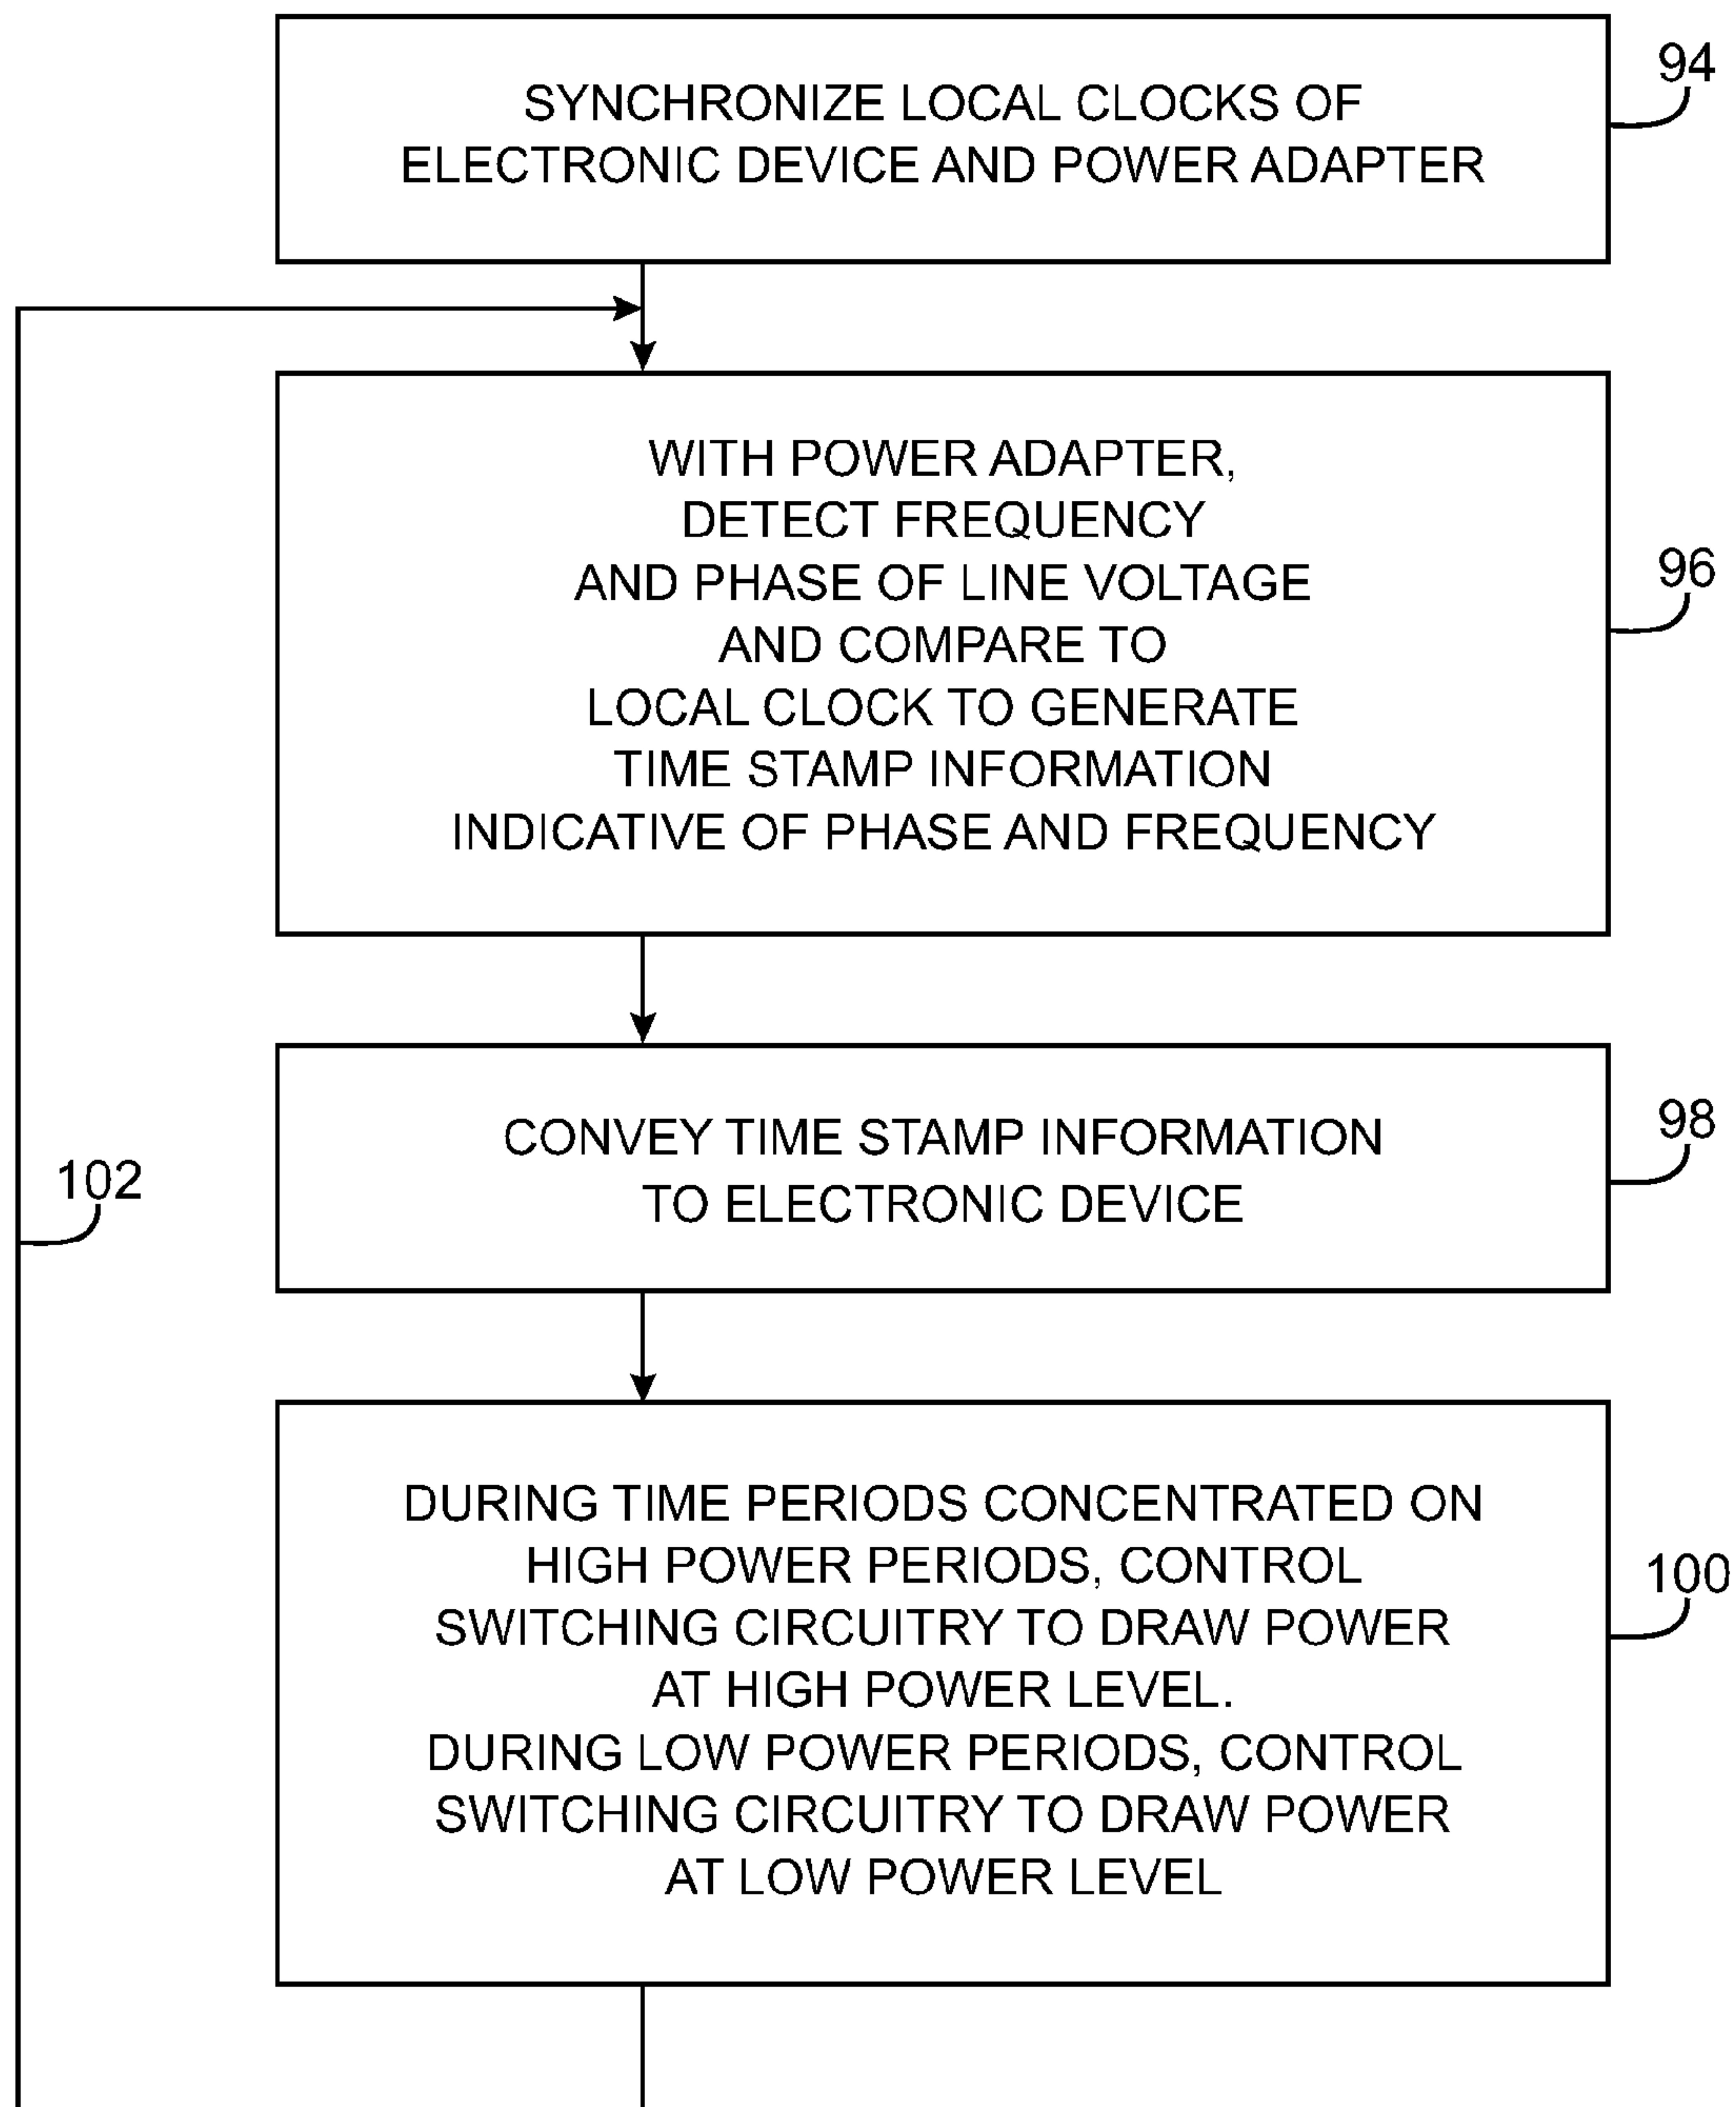 SYNCHRONIZE LOCAL CLOCKS OF
ELECTRONIC DEVICE AND POWER ADAPTER
94
WITH POWER ADAPTER,
DETECT FREQUENCY
AND PHASE OF LINE VOLTAGE
AND COMPARE TO
LOCAL CLOCK TO GENERATE
TIME STAMP INFORMATION
INDICATIVE OF PHASE AND FREQUENCY
96
CONVEY TIME STAMP INFORMATION
TO ELECTRONIC DEVICE
98
102
DURING TIME PERIODS CONCENTRATED ON
HIGH POWER PERIODS, CONTROL
SWITCHING CIRCUITRY TO DRAW POWER
AT HIGH POWER LEVEL.
DURING LOW POWER PERIODS, CONTROL
SWITCHING CIRCUITRY TO DRAW POWER
AT LOW POWER LEVEL
100